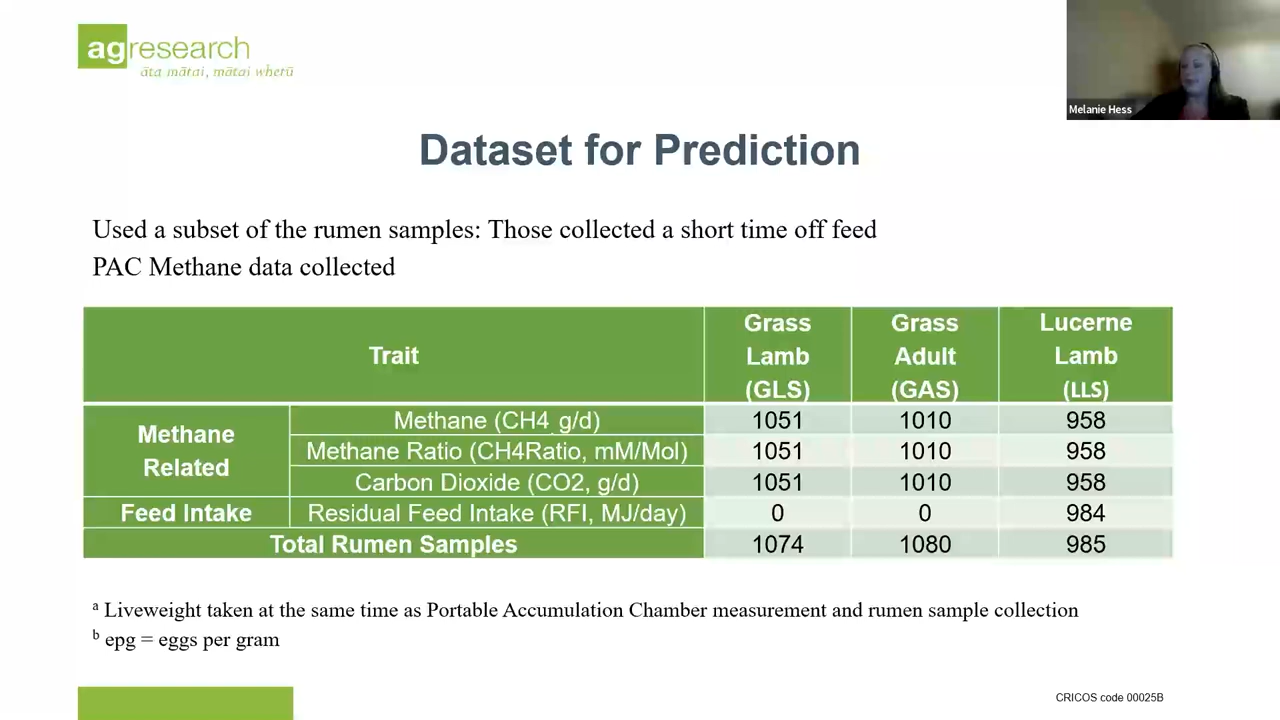 agresearch
āta mātai, mātai whetū
Melanie Hess
Dataset for Prediction
Used a subset of the rumen samples: Those collected a short time off feed
PAC Methane data collected
Trait
Grass Lamb (GLS)
Grass Adult (GAS)
Lucerne Lamb (LLS)
Methane Related
Methane (CH4 g/d) 1051 1010 958
Methane Ratio (CH4Ratio, mM/Mol) 1051 1010 958
Carbon Dioxide (CO2, g/d) 1051 1010 958
Feed Intake Residual Feed Intake (RFI, MJ/day) 0 0 984
Total Rumen Samples 1074 1080 985
a Liveweight taken at the same time as Portable Accumulation Chamber measurement and rumen sample collection
b epg = eggs per gram
CRICOS code 00025B